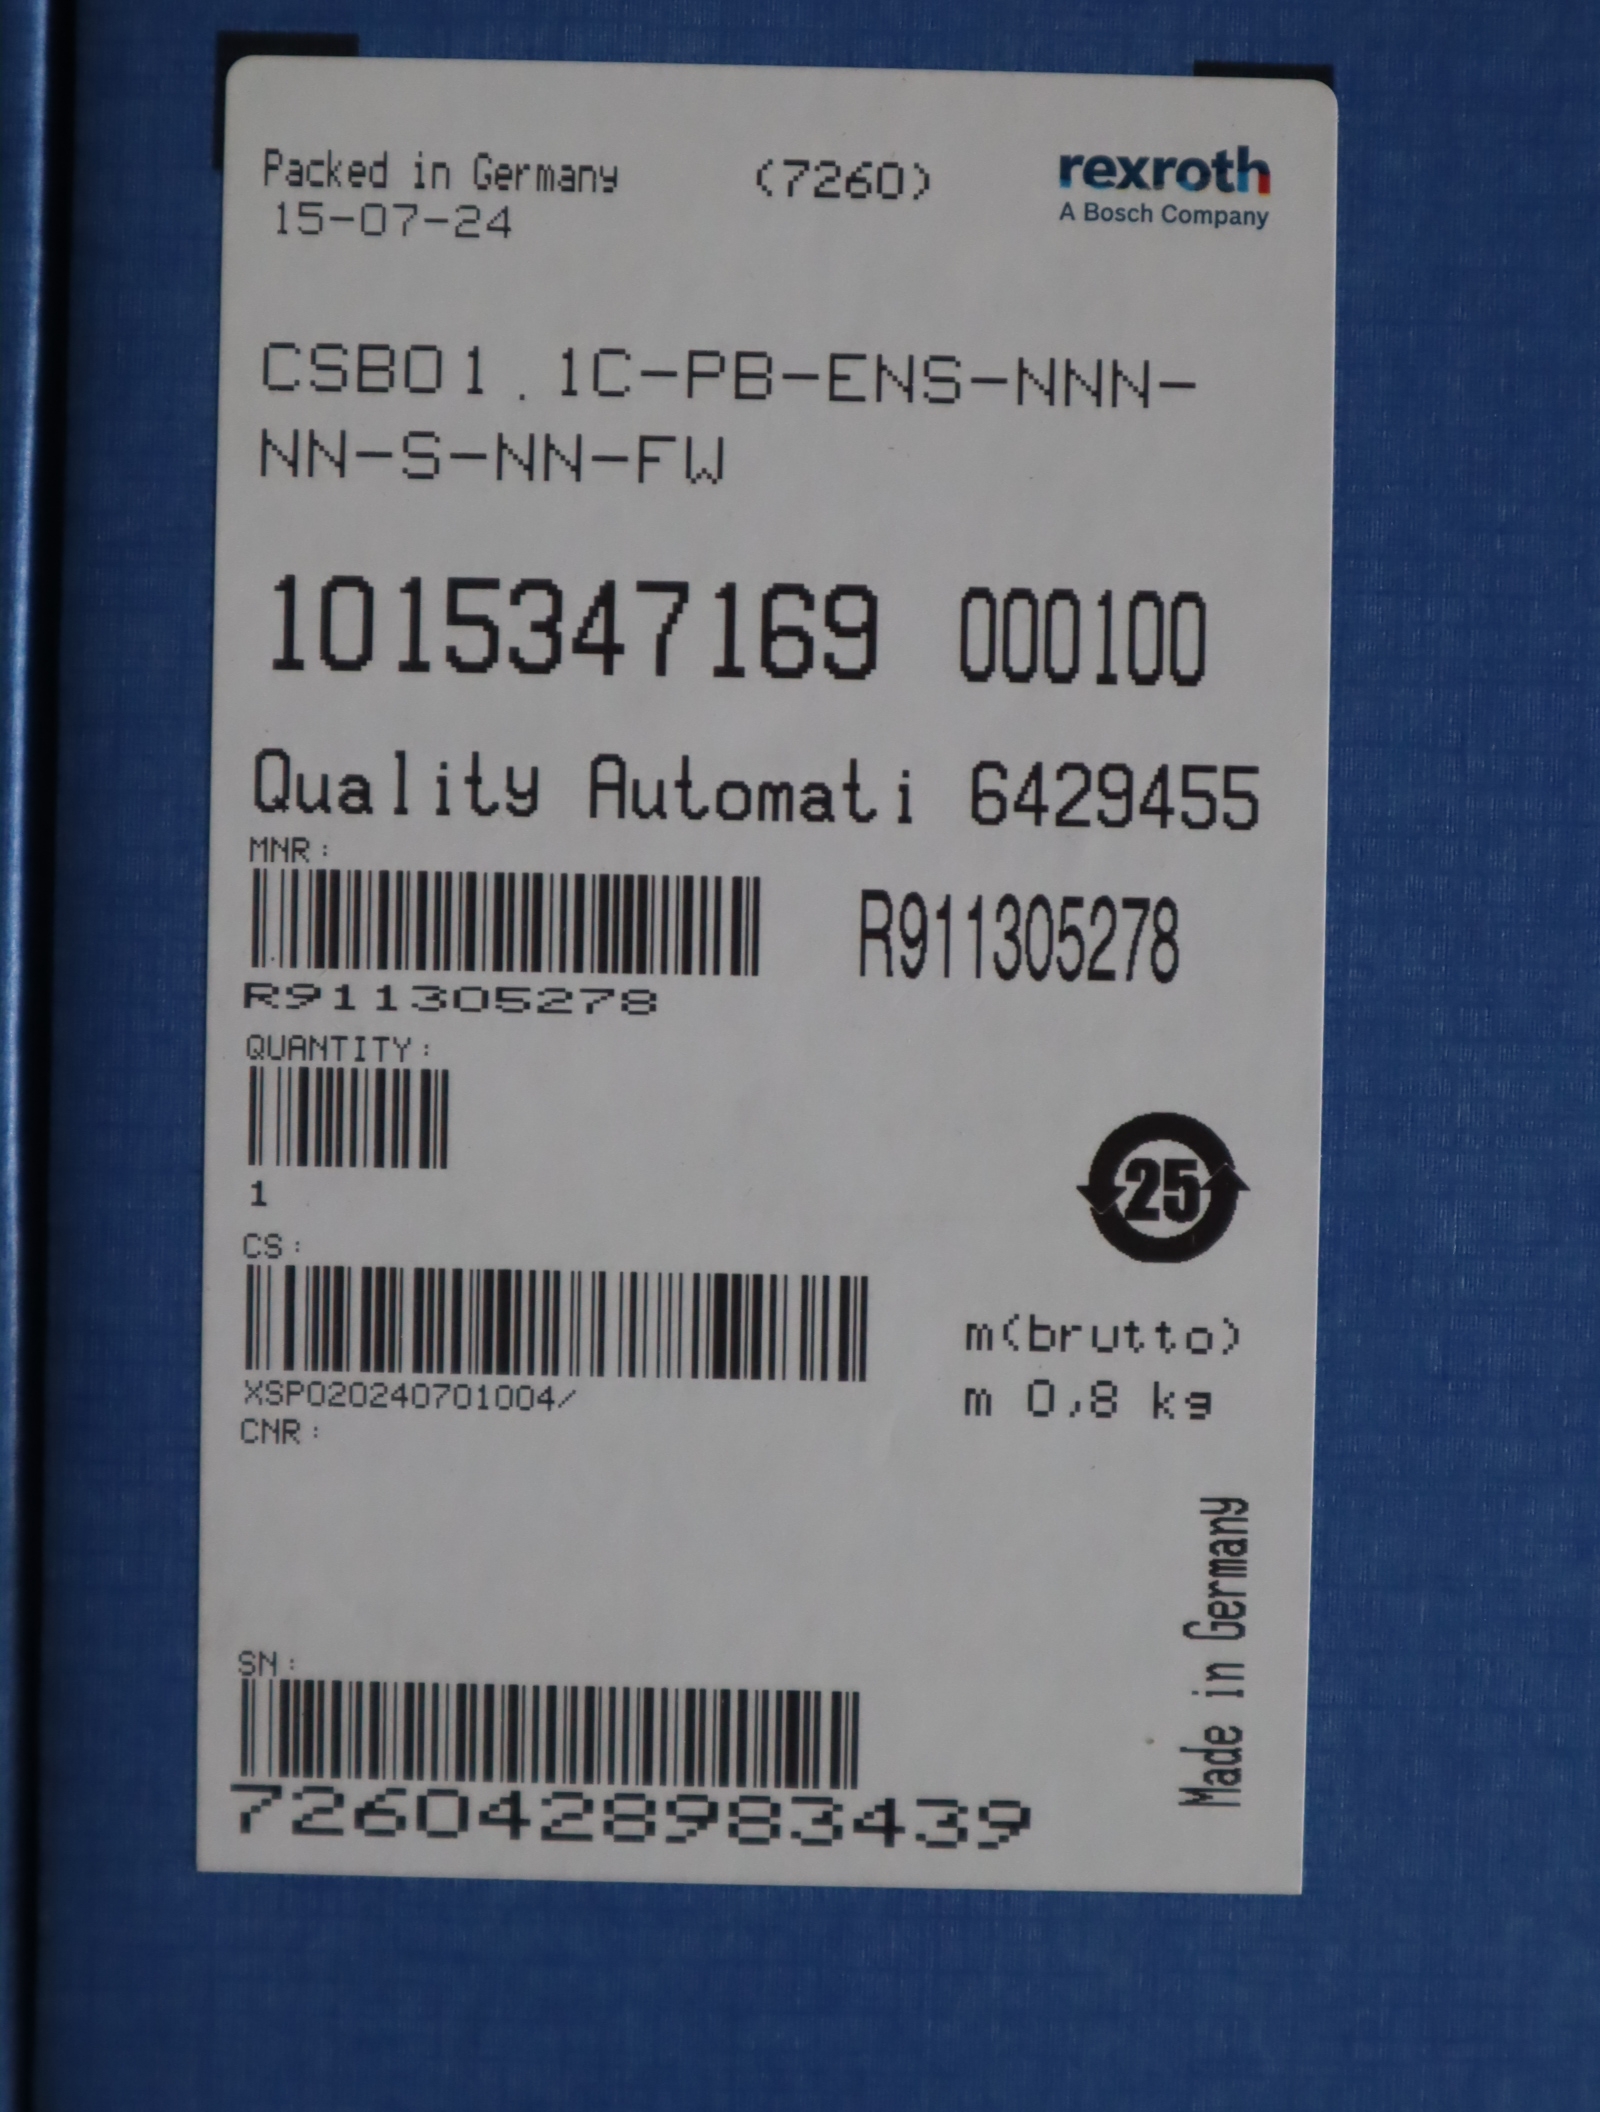 Packed in Germany (7260) rexroth
15-07-24 A Bosch Company
CSB01.1C-PB-ENS-NNN-
NN-S-NN-FW
1015347169 000100
Quality Automati 6429455
MNR:
R911305278
R911305278
QUANTITY:
1
25
CS:
m(brutto)
XSP020240701004/ m 0,8 kg
CNR:
Made in Germany
SN:
7260428983439